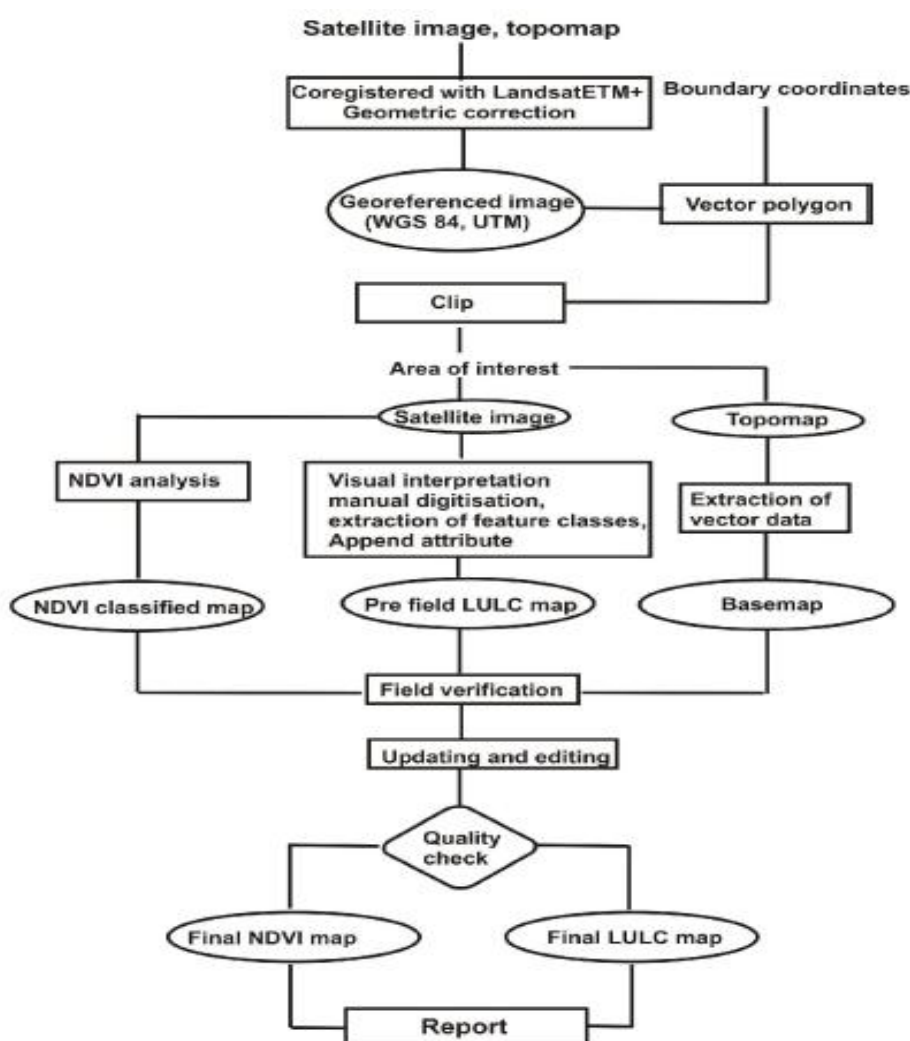 Satellite image, topomap
Coregistered with LandsatETM+
Geometric correction
Boundary coordinates
Georeferenced image
(WGS 84, UTM)
Vector polygon
Clip
Area of interest
Satellite image
Topomap
NDVI analysis
Visual interpretation
manual digitisation,
extraction of feature classes,
Append attribute
Extraction of
vector data
NDVI classified map
Pre field LULC map
Basemap
Field verification
Updating and editing
Quality
check
Final NDVI map
Final LULC map
Report